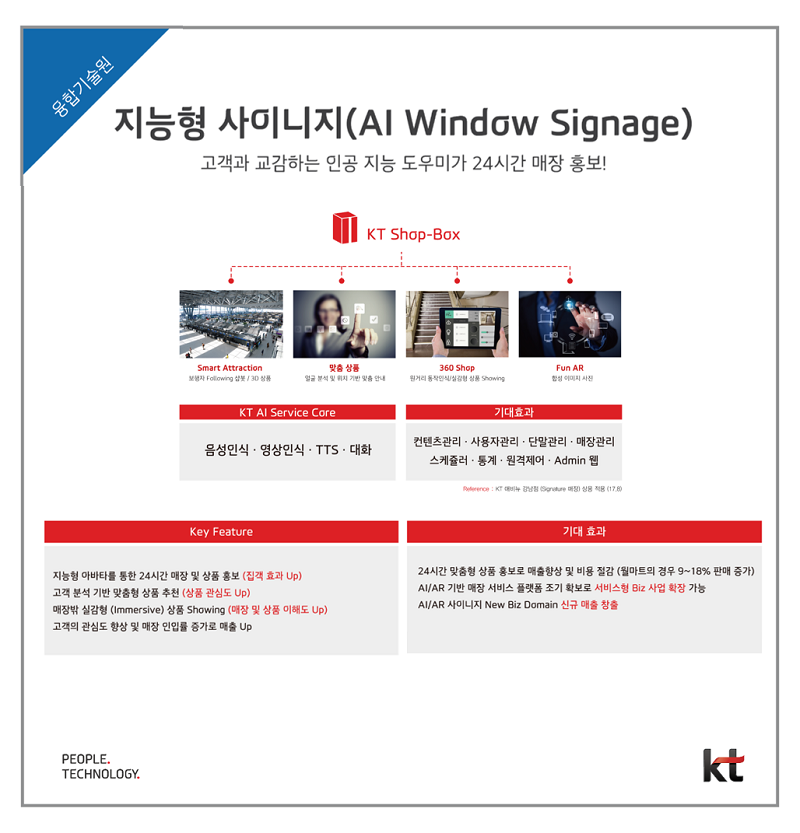 융합기술원
지능형 사이니지(AI Window Signage)
고객과 교감하는 인공 지능 도우미가 24시간 매장 홍보!
KT Shop-Box
Smart Attraction
보행자 Following 샵봇 / 3D 상품
맞춤 상품
얼굴 분석 및 위치 기반 맞춤 안내
360 Shop
원거리 동작인식/실감형 상품 Showing
Fun AR
합성 이미지 사진
KT AI Service Core
음성인식 · 영상인식 · TTS · 대화
기대효과
컨텐츠관리 · 사용자관리 · 단말관리 · 매장관리
스케쥴러 · 통계 · 원격제어 · Admin 웹
Reference : KT 애비뉴 강남점 (Signature 매장) 상용 적용 (17.8)
Key Feature
지능형 아바타를 통한 24시간 매장 및 상품 홍보 (집객 효과 Up)
고객 분석 기반 맞춤형 상품 추천 (상품 관심도 Up)
매장밖 실감형 (Immersive) 상품 Showing (매장 및 상품 이해도 Up)
고객의 관심도 향상 및 매장 인입률 증가로 매출 Up
기대 효과
24시간 맞춤형 상품 홍보로 매출향상 및 비용 절감 (월마트의 경우 9~18% 판매 증가)
AI/AR 기반 매장 서비스 플랫폼 조기 확보로 서비스형 Biz 사업 확장 가능
AI/AR 사이니지 New Biz Domain 신규 매출 창출
PEOPLE.
TECHNOLOGY.
kt